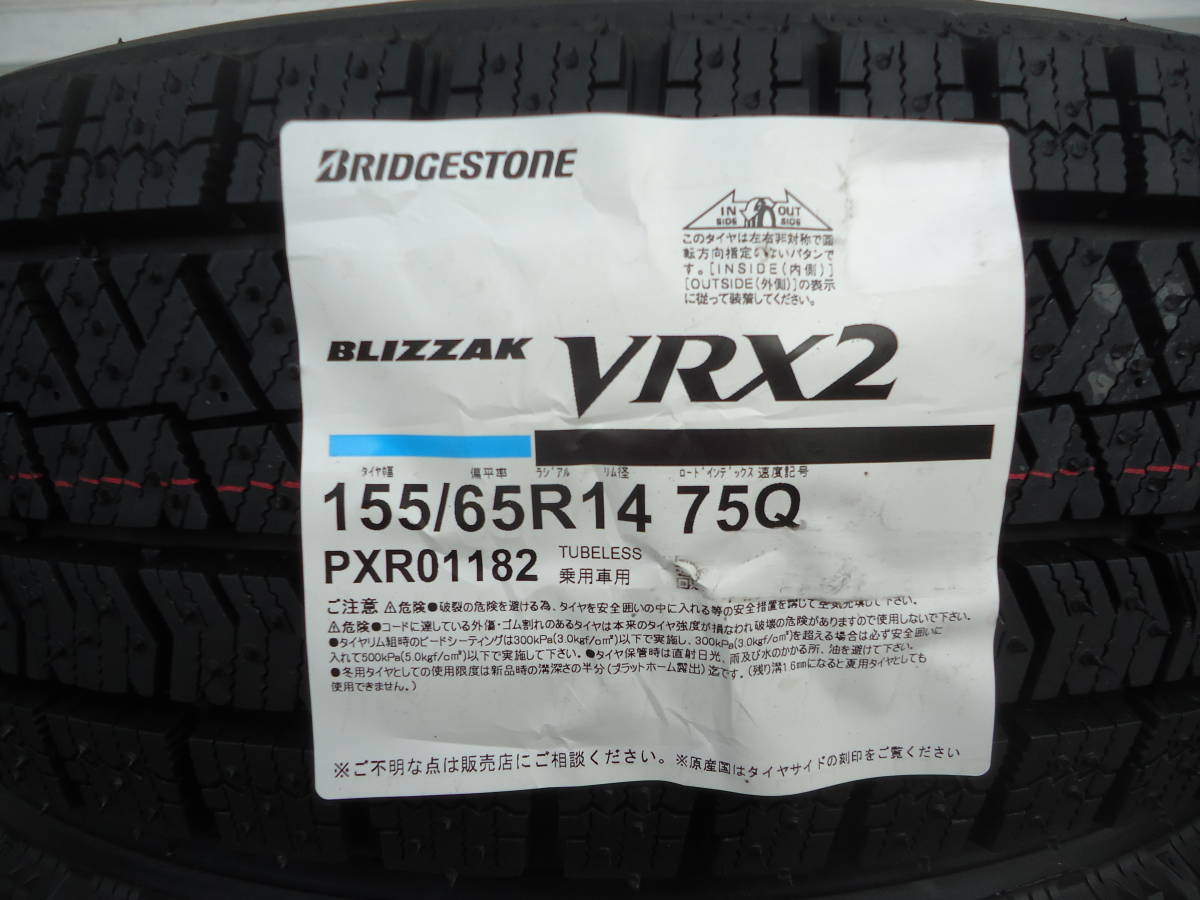 BRIDGESTONE
IN OUT
SIDE SIDE
このタイヤは左右非対称で回
転方向指定のないパタンで
す。[INSIDE(内側)]
[OUTSIDE(外側)]の表示
に従って装着してください。
BLIZZAK VRX2
タイヤ幅 偏平率 ラジアル リム径 ロードインデックス 速度記号
155/65R14 75Q
PXR01182 TUBELESS
乗用車用
ご注意 ⚠危険●破裂の危険を避ける為、タイヤを安全囲いの中に入れる等の安全措置を講じて空気充填して下さい。
⚠危険●コードに達している外傷・ゴム割れのあるタイヤは本来のタイヤ強度が損なわれ破壊の危険がありますので使用しないで下さい。
●タイヤリム組時のビードシーティングは300kPa(3.0kgf/cm²)以下で実施し、300kPa(3.0kgf/cm²)を超える場合は必ず安全囲いに
入れて500kPa(5.0kgf/cm²)以下で実施して下さい。●タイヤ保管時は直射日光、雨及び水のかかる所、油を避けて下さい。
●冬用タイヤとしての使用限度は新品時の溝深さの半分(プラットホーム露出)迄です。(残り溝1.6mmになると夏用タイヤとしても
使用できません。)
※ご不明な点は販売店にご相談ください。※原産国はタイヤサイドの刻印をご覧ください